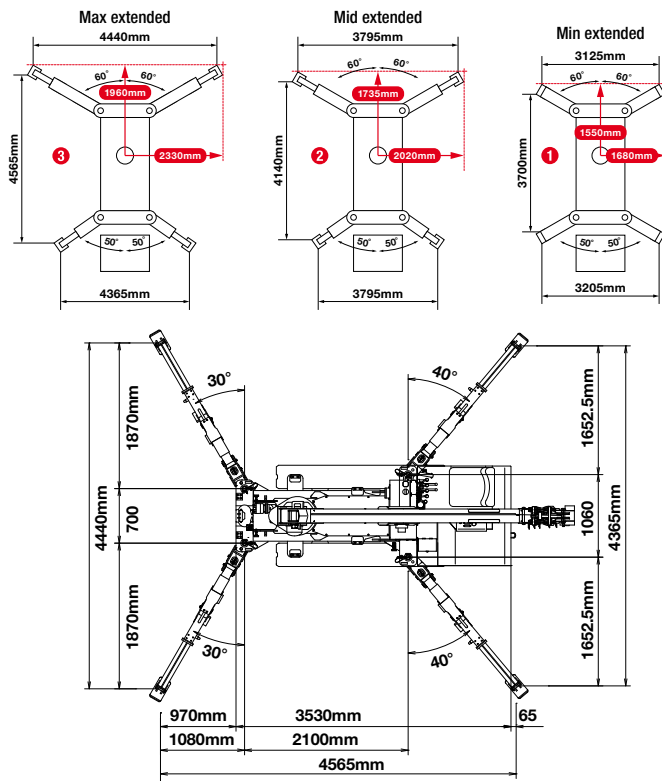 Max extended
4440mm
60°
60°
1960mm
4565mm
3
2330mm
50°
50°
4365mm
Mid extended
3795mm
60°
60°
1735mm
4140mm
2
2020mm
50°
50°
3795mm
Min extended
3125mm
60°
60°
1550mm
3700mm
1
1680mm
50°
50°
3205mm
30°
40°
1870mm
1652.5mm
4440mm
700
1060
4365mm
1870mm
1652.5mm
30°
40°
970mm
3530mm
65
1080mm
2100mm
4565mm